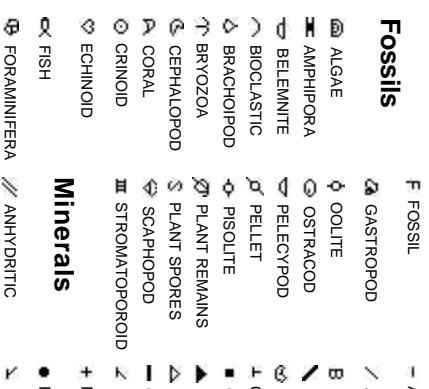 Fossils
ALGAE
AMPHIPORA
BELEMNITE
BIOCLASTIC
BRACHOIPOD
BRYOZOA
CEPHALOPOD
CORAL
CRINOID
ECHINOID
FISH
FORAMINIFERA
F FOSSIL
GASTROPOD
OOLITE
OSTRACOD
PELECYPOD
PELLET
PISOLITE
PLANT REMAINS
PLANT SPORES
SCAPHOPOD
STROMATOPOROID
Minerals
ANHYDRITIC